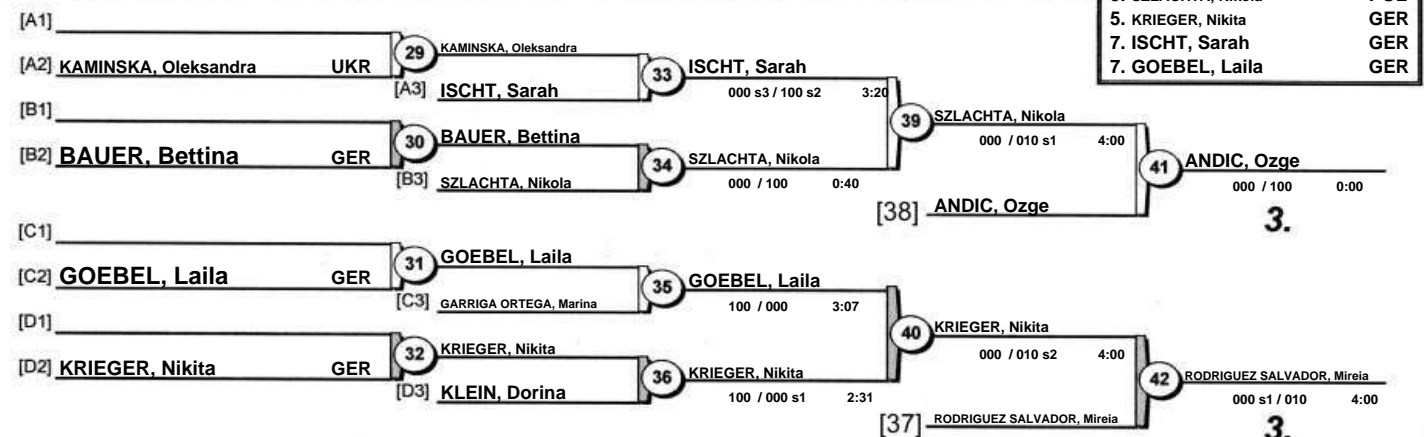 5. SZLACHTA, Nikola POL
5. KRIEGER, Nikita GER
7. ISCHT, Sarah GER
7. GOEBEL, Laila GER
[A1]
[A2] KAMINSKA, Oleksandra UKR
29
KAMINSKA, Oleksandra
[A3] ISCHT, Sarah
33
ISCHT, Sarah
000 s3 / 100 s2 3:20
[B1]
[B2] BAUER, Bettina GER
30
BAUER, Bettina
[B3] SZLACHTA, Nikola
34
SZLACHTA, Nikola
000 / 100 0:40
39
SZLACHTA, Nikola
000 / 010 s1 4:00
[38] ANDIC, Ozge
41
ANDIC, Ozge
000 / 100 0:00
3.
[C1]
[C2] GOEBEL, Laila GER
31
GOEBEL, Laila
[C3] GARRIGA ORTEGA, Marina
35
GOEBEL, Laila
100 / 000 3:07
[D1]
[D2] KRIEGER, Nikita GER
32
KRIEGER, Nikita
[D3] KLEIN, Dorina
36
KRIEGER, Nikita
100 / 000 s1 2:31
40
KRIEGER, Nikita
000 / 010 s2 4:00
[37] RODRIGUEZ SALVADOR, Mireia
42
RODRIGUEZ SALVADOR, Mireia
000 s1 / 010 4:00
3.